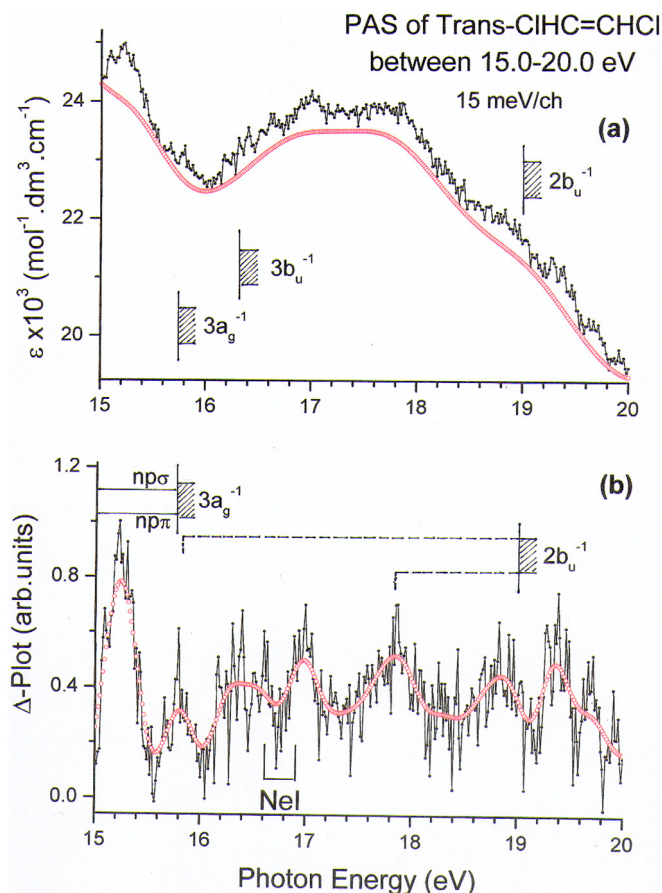 PAS of Trans-ClHC=CHCl
between 15.0-20.0 eV
15 meV/ch
(a)
ε x10³ (mol⁻¹.dm³.cm⁻¹)
24
22
20
2bᵤ⁻¹
3bᵤ⁻¹
3a_g⁻¹
15 16 17 18 19 20
(b)
Δ-Plot (arb.units)
1.2
0.8
0.4
0.0
npσ
npπ
3a_g⁻¹
2bᵤ⁻¹
NeI
15 16 17 18 19 20
Photon Energy (eV)